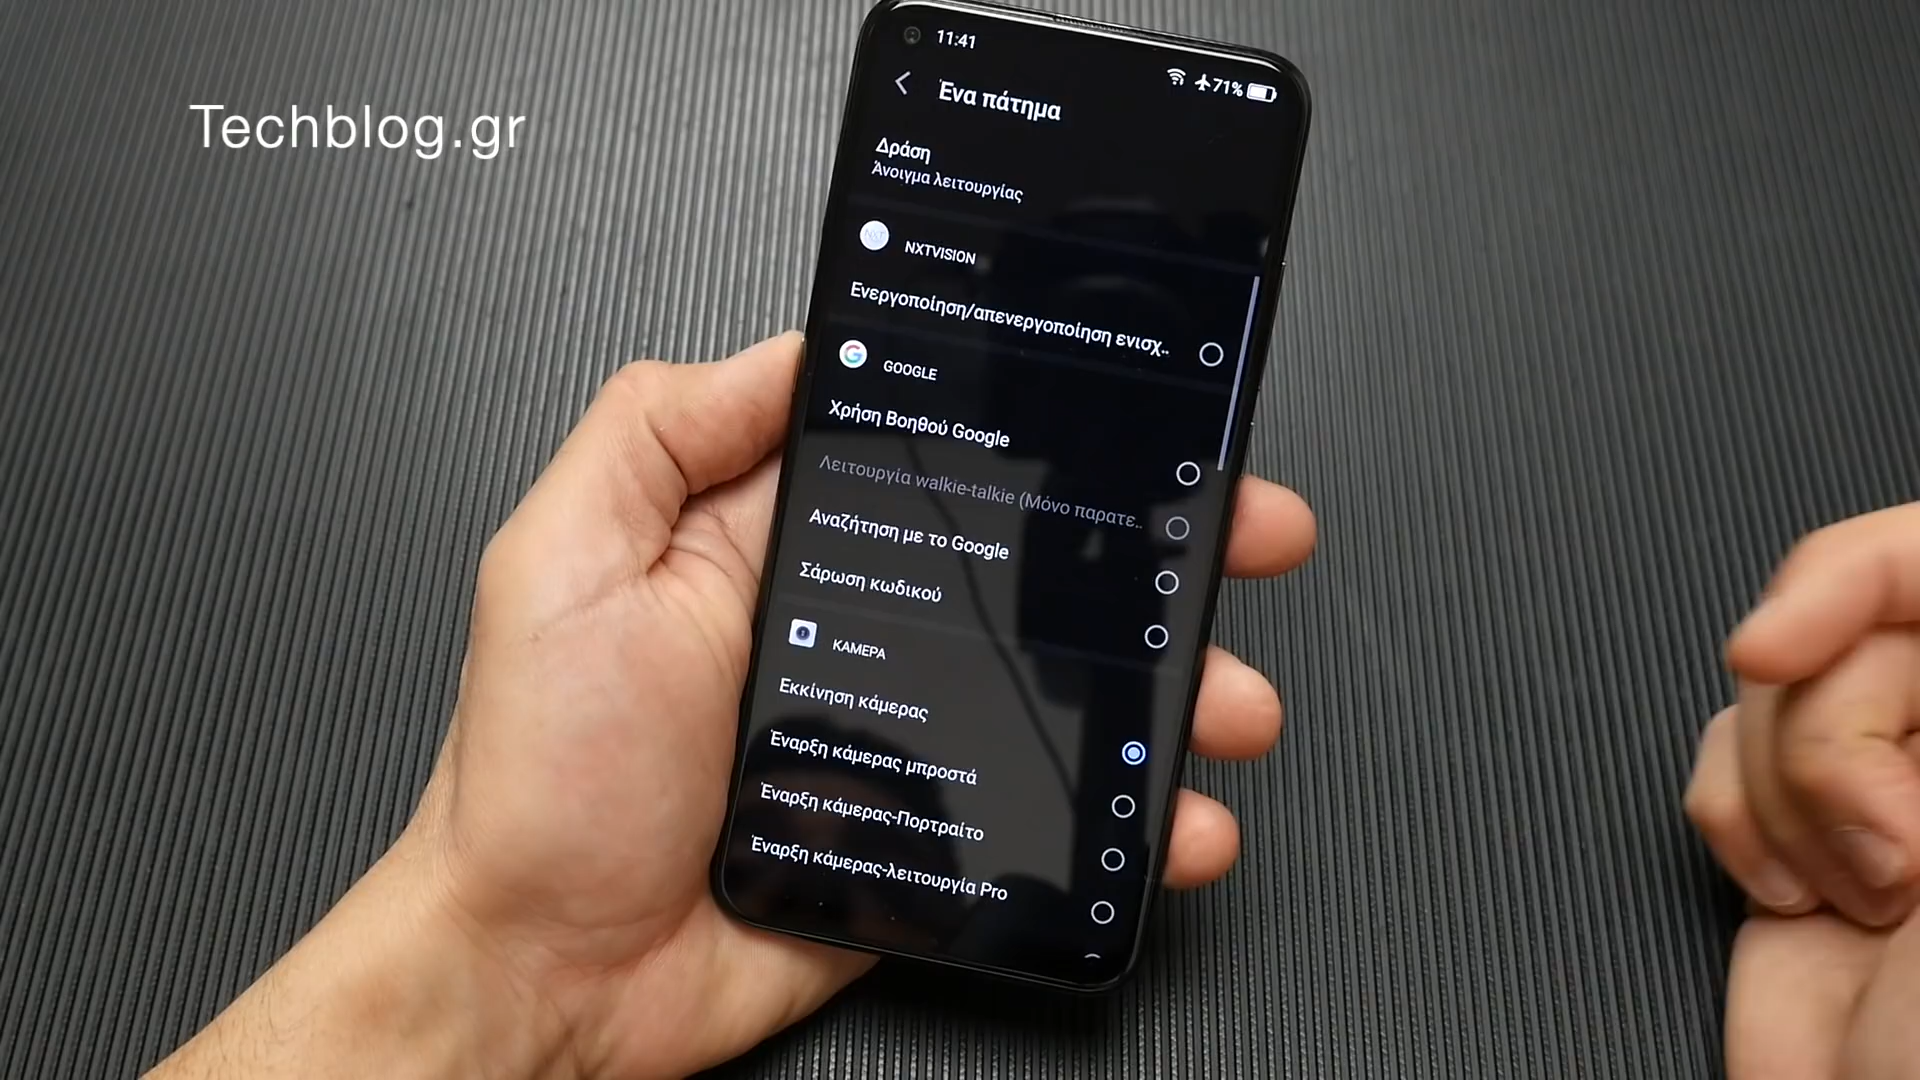 Techblog.gr
11:41
71%
Ένα πάτημα
Δράση
Άνοιγμα λειτουργίας
NXT
NXTVISION
Ενεργοποίηση/απενεργοποίηση ενισχ..
GOOGLE
Χρήση Βοηθού Google
Λειτουργία walkie-talkie (Μόνο παρατε..
Αναζήτηση με το Google
Σάρωση κωδικού
ΚΑΜΕΡΑ
Εκκίνηση κάμερας
Έναρξη κάμερας μπροστά
Έναρξη κάμερας-Πορτραίτο
Έναρξη κάμερας-λειτουργία Pro